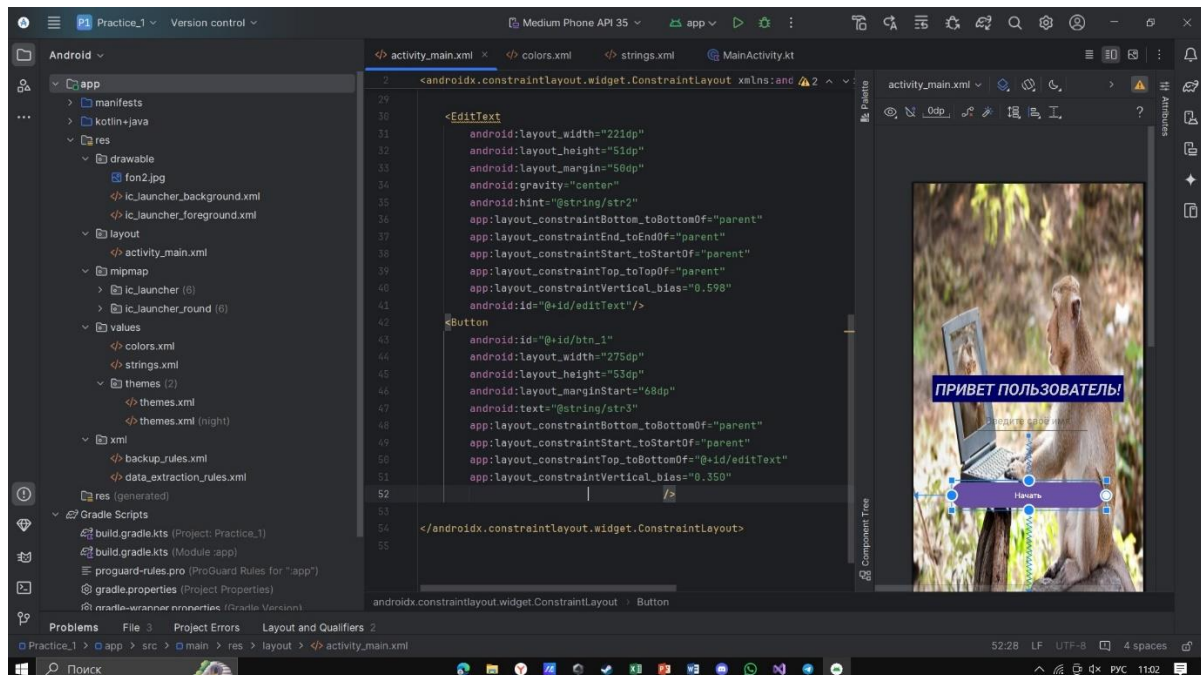 P1 Practice_1 Version control Medium Phone API 35 app
Android activity_main.xml colors.xml strings.xml MainActivity.kt
app
manifests
kotlin+java
res
drawable
fon2.jpg
ic_launcher_background.xml
ic_launcher_foreground.xml
layout
activity_main.xml
mipmap
ic_launcher (6)
ic_launcher_round (6)
values
colors.xml
strings.xml
themes (2)
themes.xml
themes.xml (night)
xml
backup_rules.xml
data_extraction_rules.xml
res (generated)
Gradle Scripts
build.gradle.kts (Project: Practice_1)
build.gradle.kts (Module :app)
proguard-rules.pro (ProGuard Rules for ":app")
gradle.properties (Project Properties)
gradle-wrapper.properties (Gradle Version)
2 <androidx.constraintlayout.widget.ConstraintLayout xmlns:and 2
29
30 <EditText
31 android:layout_width="221dp"
32 android:layout_height="51dp"
33 android:layout_margin="50dp"
34 android:gravity="center"
35 android:hint="@string/str2"
36 app:layout_constraintBottom_toBottomOf="parent"
37 app:layout_constraintEnd_toEndOf="parent"
38 app:layout_constraintStart_toStartOf="parent"
39 app:layout_constraintTop_toTopOf="parent"
40 app:layout_constraintVertical_bias="0.598"
41 android:id="@+id/editText"/>
42 <Button
43 android:id="@+id/btn_1"
44 android:layout_width="275dp"
45 android:layout_height="53dp"
46 android:layout_marginStart="68dp"
47 android:text="@string/str3"
48 app:layout_constraintBottom_toBottomOf="parent"
49 app:layout_constraintStart_toStartOf="parent"
50 app:layout_constraintTop_toBottomOf="@+id/editText"
51 app:layout_constraintVertical_bias="0.350"
52 />
53
54 </androidx.constraintlayout.widget.ConstraintLayout>
55
androidx.constraintlayout.widget.ConstraintLayout › Button
Palette
Component Tree
activity_main.xml
0dp ?
Attributes
ПРИВЕТ ПОЛЬЗОВАТЕЛЬ!
Введите своё имя
Начать
Problems File 3 Project Errors Layout and Qualifiers 2
Practice_1 > app > src > main > res > layout > activity_main.xml 52:28 LF UTF-8 4 spaces
Поиск РУС 11:02